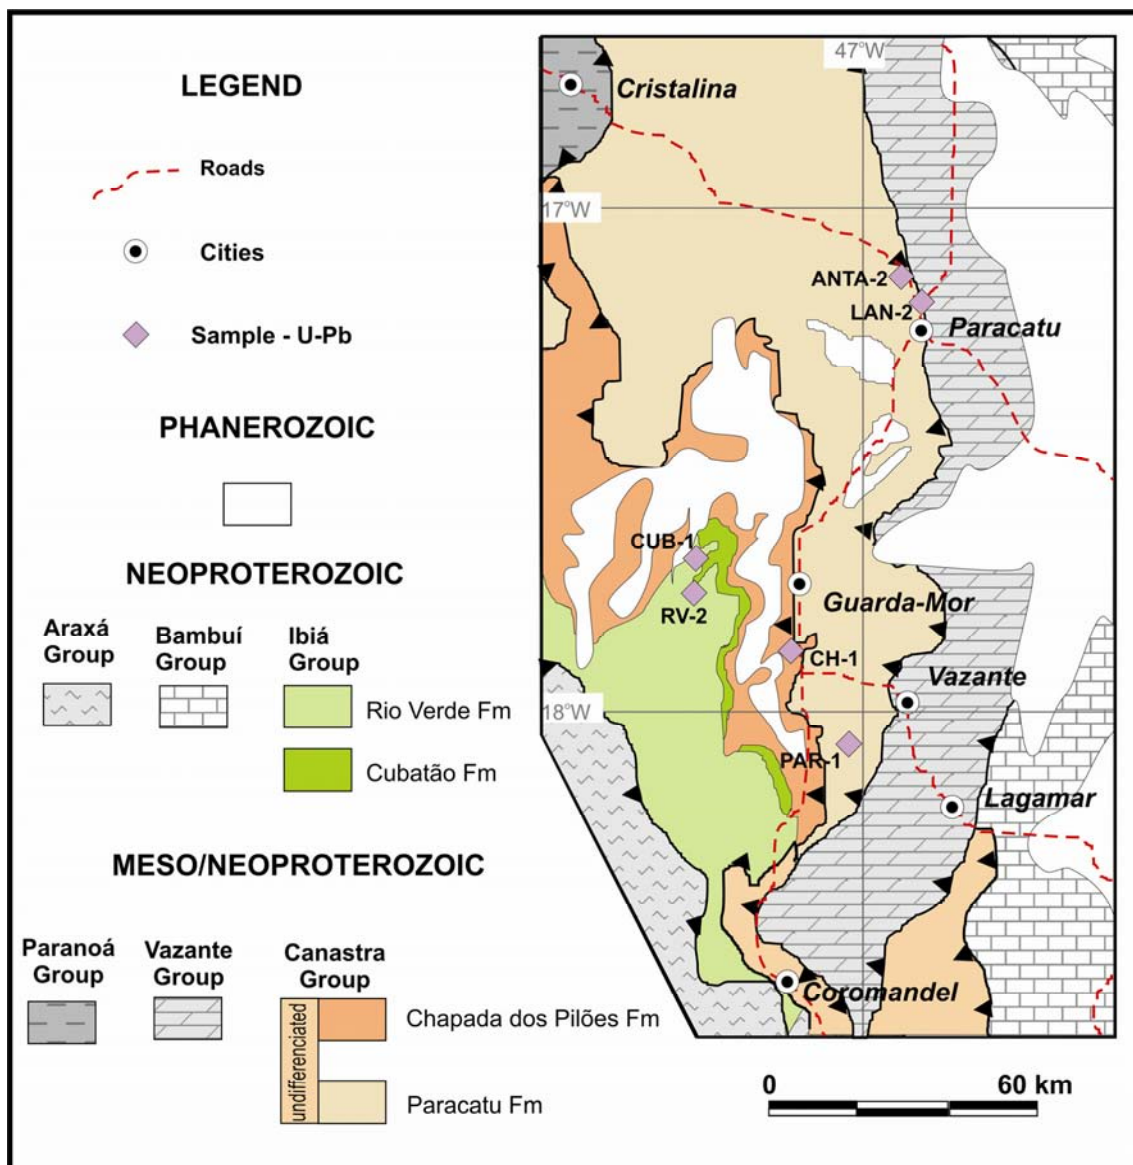 LEGEND
Roads
Cities
Sample - U-Pb
PHANEROZOIC
NEOPROTEROZOIC
Araxá
Group
Bambuí
Group
Ibiá
Group
Rio Verde Fm
Cubatão Fm
MESO/NEOPROTEROZOIC
Paranoá
Group
Vazante
Group
Canastra
Group
undifferenciated
Chapada dos Pilões Fm
Paracatu Fm
47°W
Cristalina
17°W
ANTA-2
LAN-2
Paracatu
CUB-1
RV-2
Guarda-Mor
CH-1
Vazante
18°W
PAR-1
Lagamar
Coromandel
0
60 km